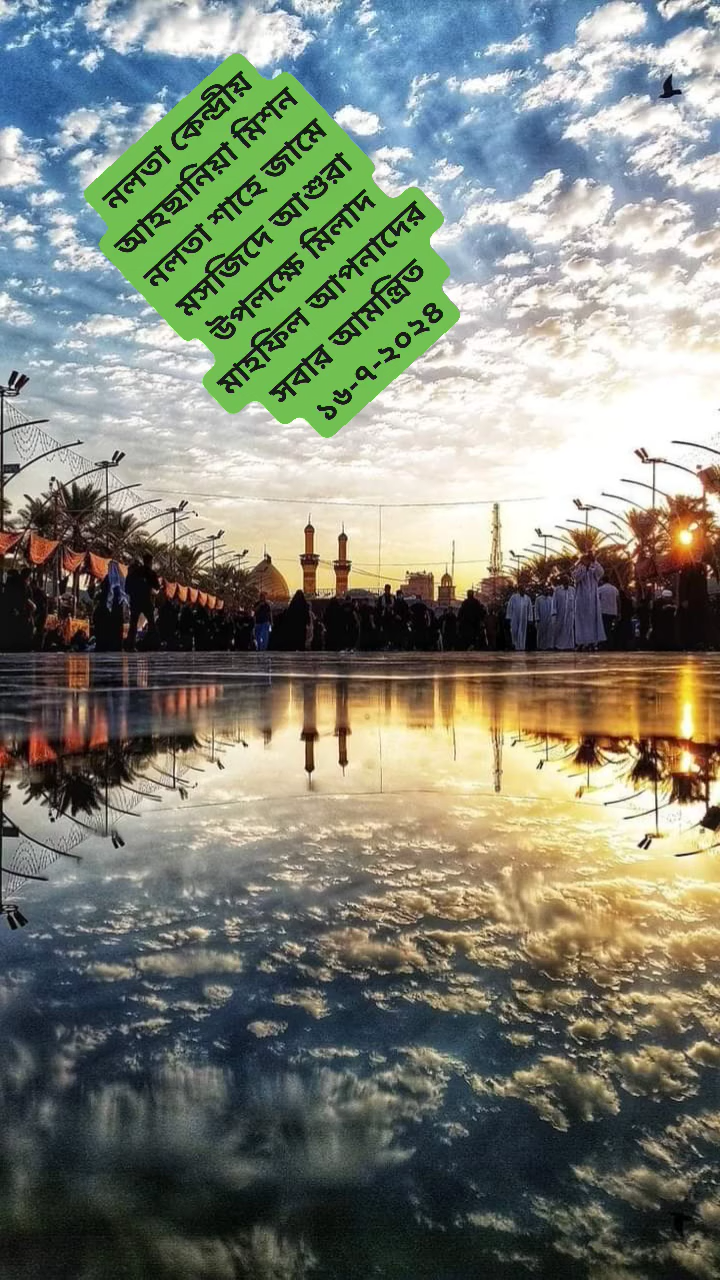 নলতা কেন্দ্রীয়
আহছানিয়া মিশন
নলতা শাহে জামে
মসজিদে আশুরা
উপলক্ষে মিলাদ
মাহফিল আপনাদের
সবার আমন্ত্রিত
১৬-৭-২০২৪